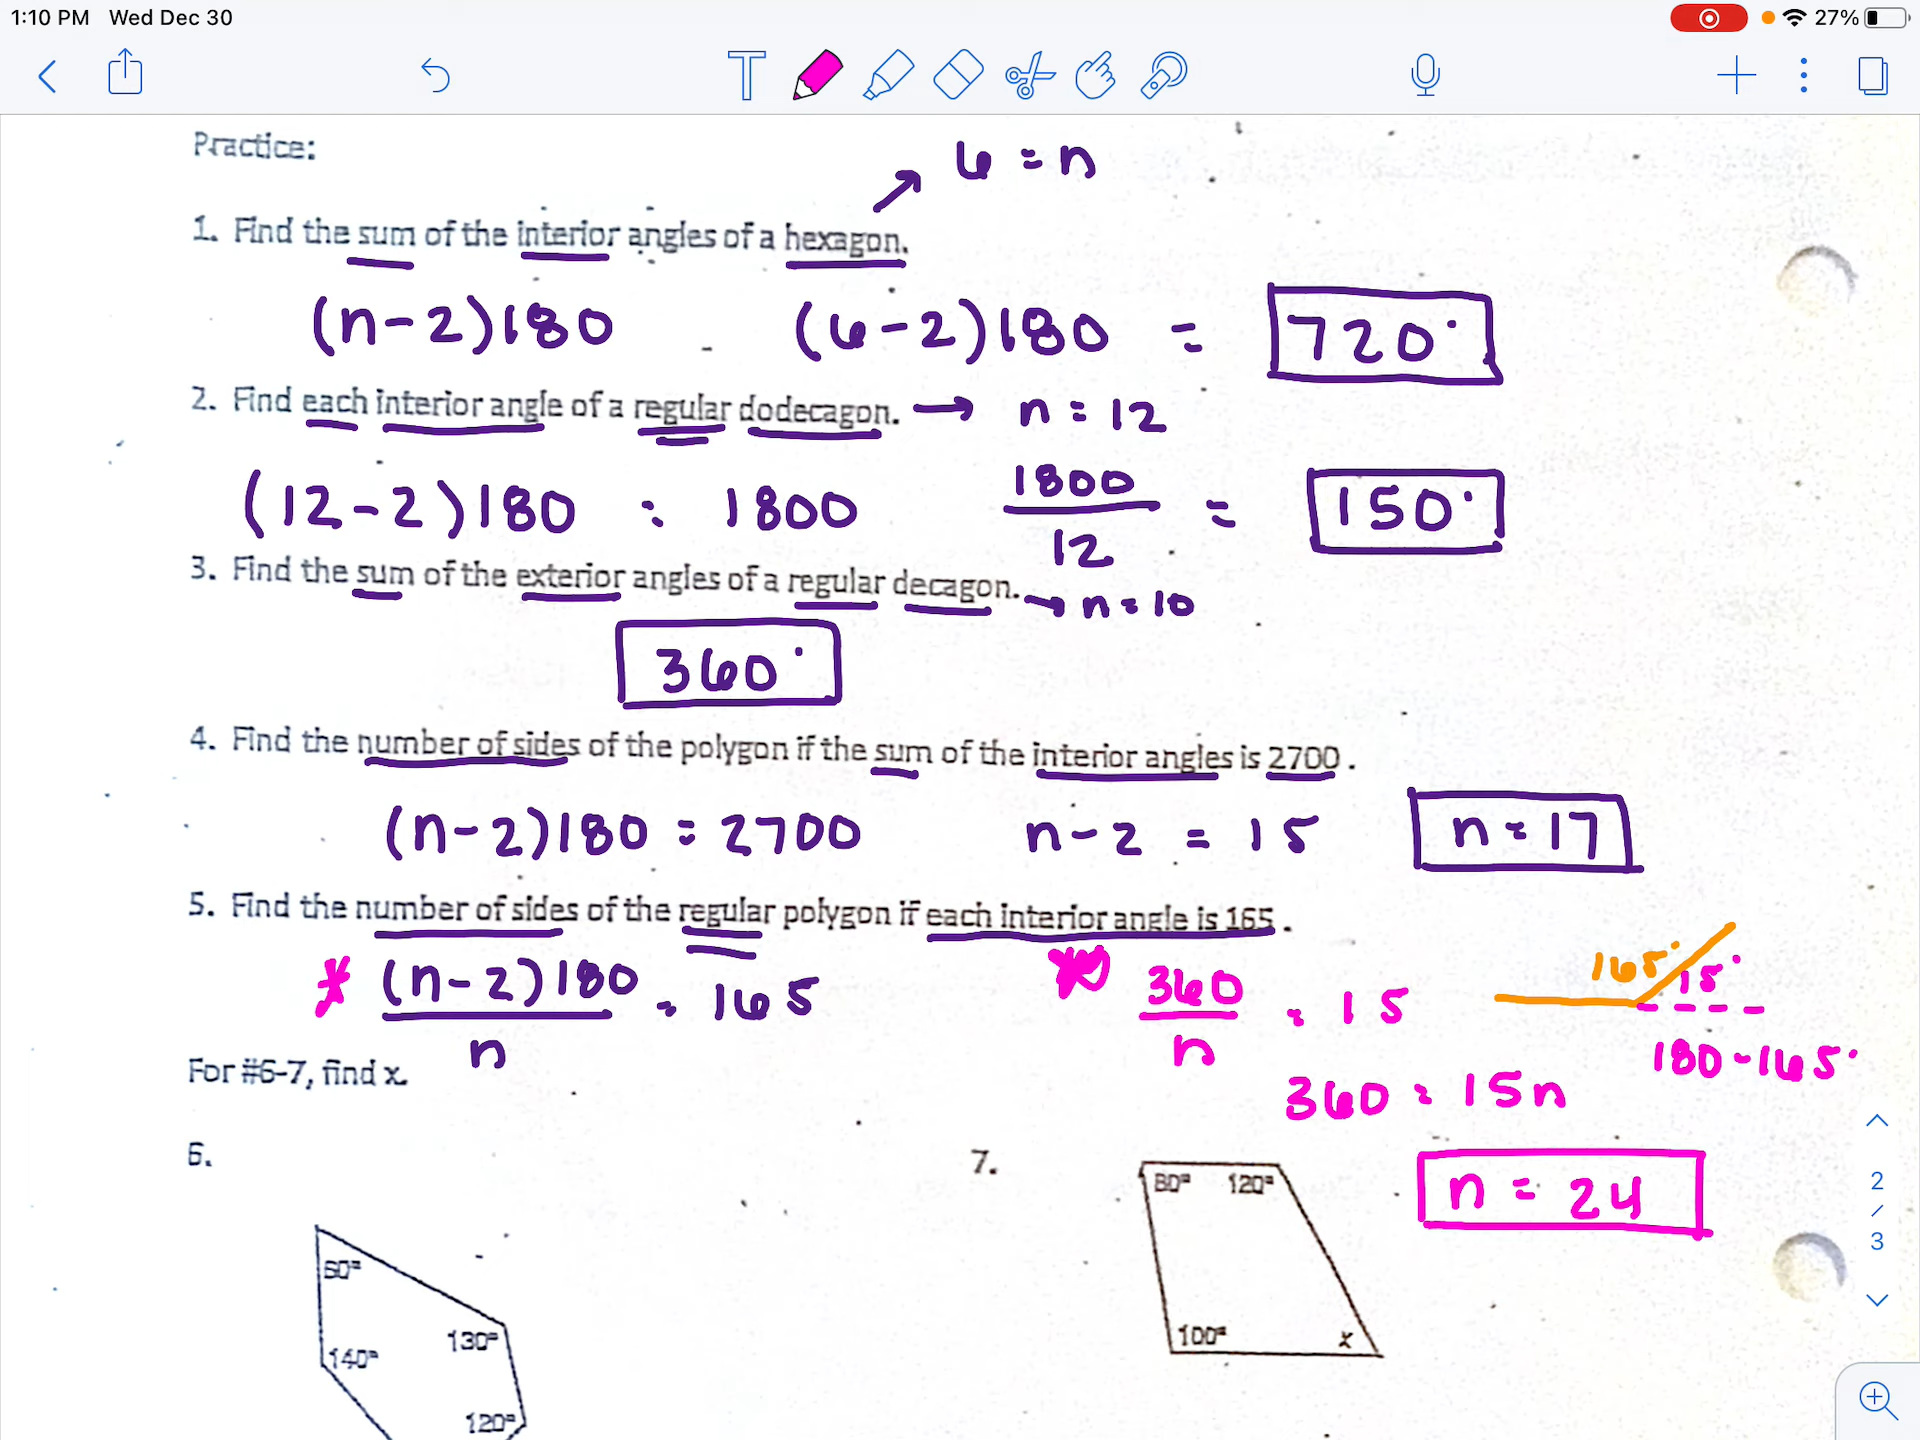 1:10 PM Wed Dec 30
27%
T
Practice:
6 = n
1. Find the sum of the interior angles of a hexagon.
(n-2)180 (6-2)180 = 720°
2. Find each interior angle of a regular dodecagon. → n = 12
(12-2)180 = 1800 1800/12 = 150°
3. Find the sum of the exterior angles of a regular decagon. → n = 10
360°
4. Find the number of sides of the polygon if the sum of the interior angles is 2700 .
(n-2)180 = 2700 n-2 = 15 n = 17
5. Find the number of sides of the regular polygon if each interior angle is 165 .
* (n-2)180/n = 165
360/n = 15
165° 15°
180-165°
360 = 15n
n = 24
For #6-7, find x.
6.
140°
130°
120°
7.
80° 120°
100° x
2
/
3